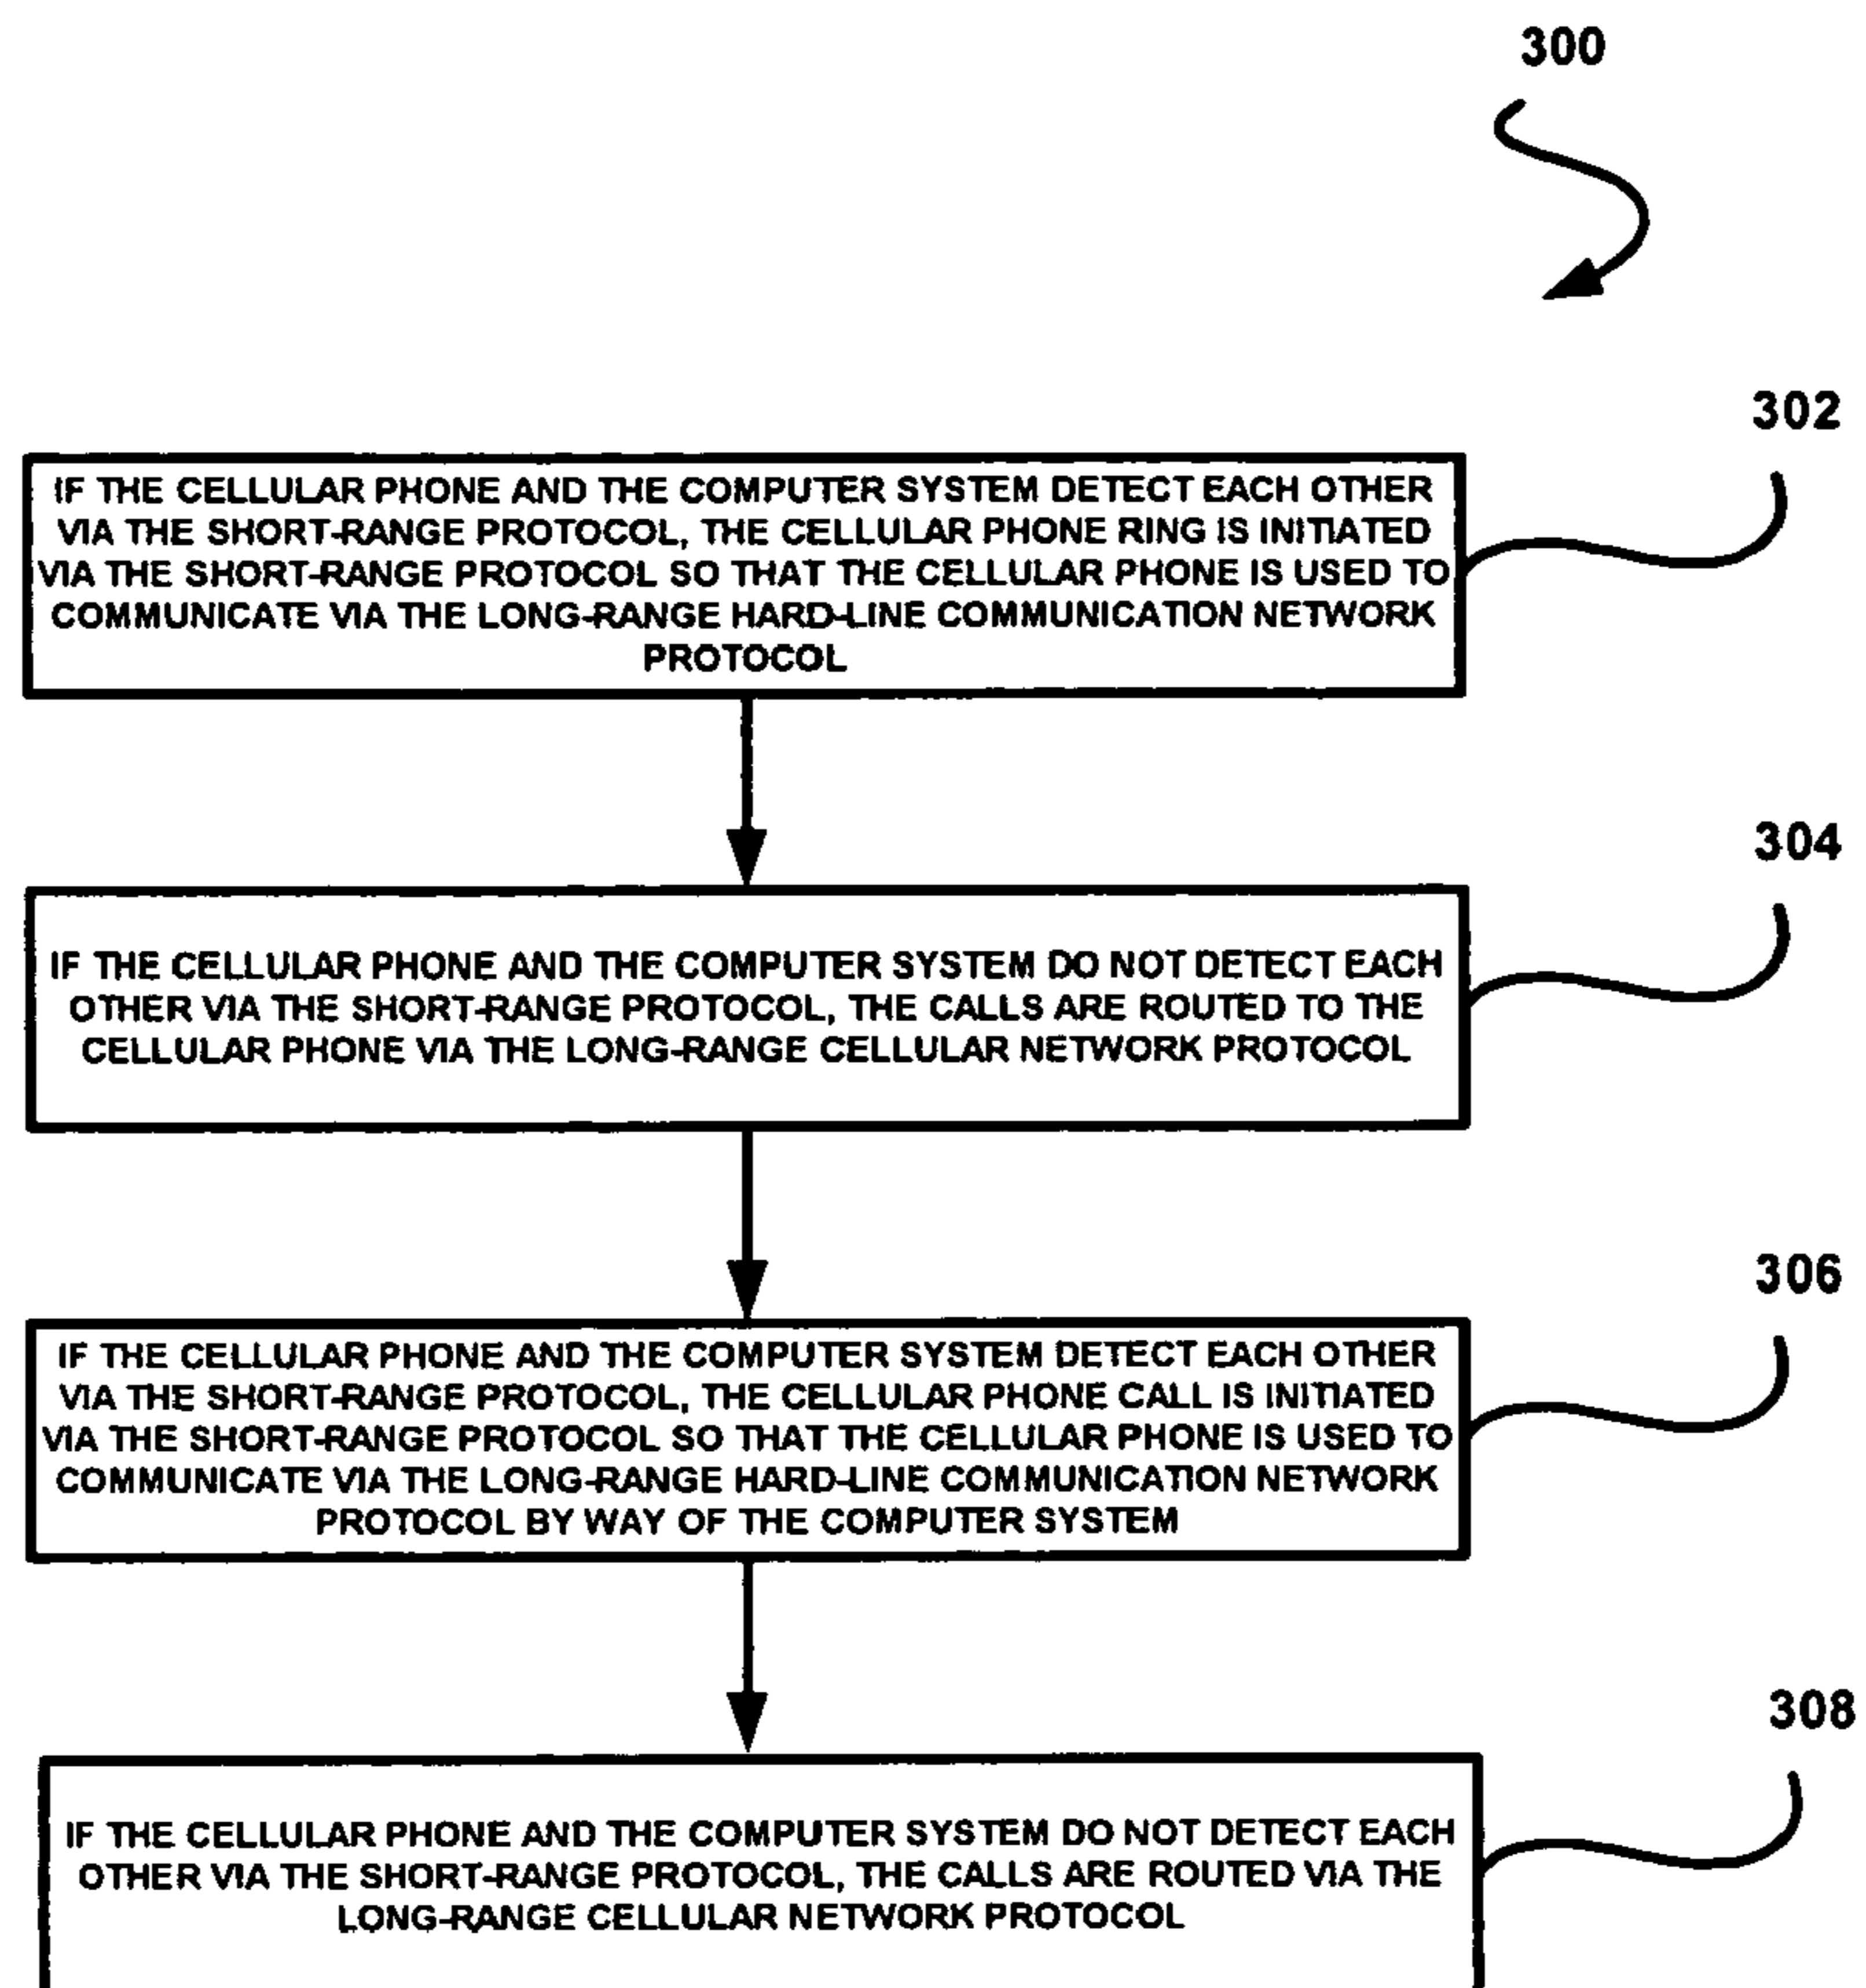 300
302
IF THE CELLULAR PHONE AND THE COMPUTER SYSTEM DETECT EACH OTHER
VIA THE SHORT-RANGE PROTOCOL, THE CELLULAR PHONE RING IS INITIATED
VIA THE SHORT-RANGE PROTOCOL SO THAT THE CELLULAR PHONE IS USED TO
COMMUNICATE VIA THE LONG-RANGE HARD-LINE COMMUNICATION NETWORK
PROTOCOL
304
IF THE CELLULAR PHONE AND THE COMPUTER SYSTEM DO NOT DETECT EACH
OTHER VIA THE SHORT-RANGE PROTOCOL, THE CALLS ARE ROUTED TO THE
CELLULAR PHONE VIA THE LONG-RANGE CELLULAR NETWORK PROTOCOL
306
IF THE CELLULAR PHONE AND THE COMPUTER SYSTEM DETECT EACH OTHER
VIA THE SHORT-RANGE PROTOCOL, THE CELLULAR PHONE CALL IS INITIATED
VIA THE SHORT-RANGE PROTOCOL SO THAT THE CELLULAR PHONE IS USED TO
COMMUNICATE VIA THE LONG-RANGE HARD-LINE COMMUNICATION NETWORK
PROTOCOL BY WAY OF THE COMPUTER SYSTEM
308
IF THE CELLULAR PHONE AND THE COMPUTER SYSTEM DO NOT DETECT EACH
OTHER VIA THE SHORT-RANGE PROTOCOL, THE CALLS ARE ROUTED VIA THE
LONG-RANGE CELLULAR NETWORK PROTOCOL